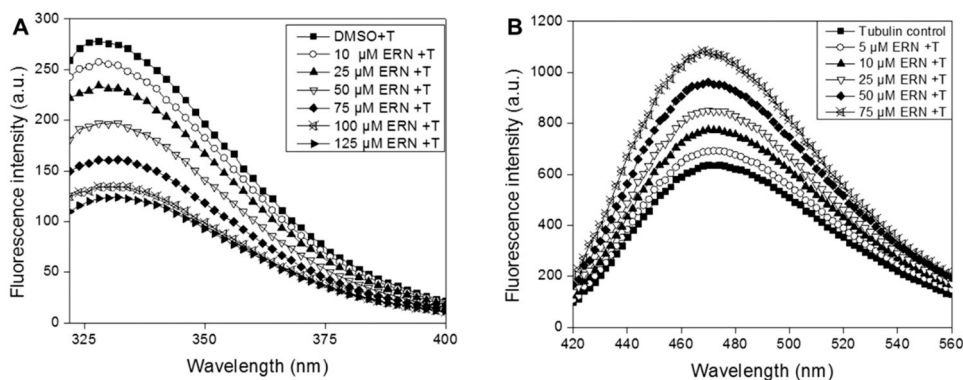 A
300
250
200
150
100
50
0
325
350
375
400
Fluorescence intensity (a.u.)
Wavelength (nm)
DMSO+T
10 µM ERN +T
25 µM ERN +T
50 µM ERN +T
75 µM ERN +T
100 µM ERN +T
125 µM ERN +T
B
1200
1000
800
600
400
200
0
420
440
460
480
500
520
540
560
Fluorescence intensity (a.u.)
Wavelength (nm)
Tubulin control
5 µM ERN +T
10 µM ERN +T
25 µM ERN +T
50 µM ERN +T
75 µM ERN +T